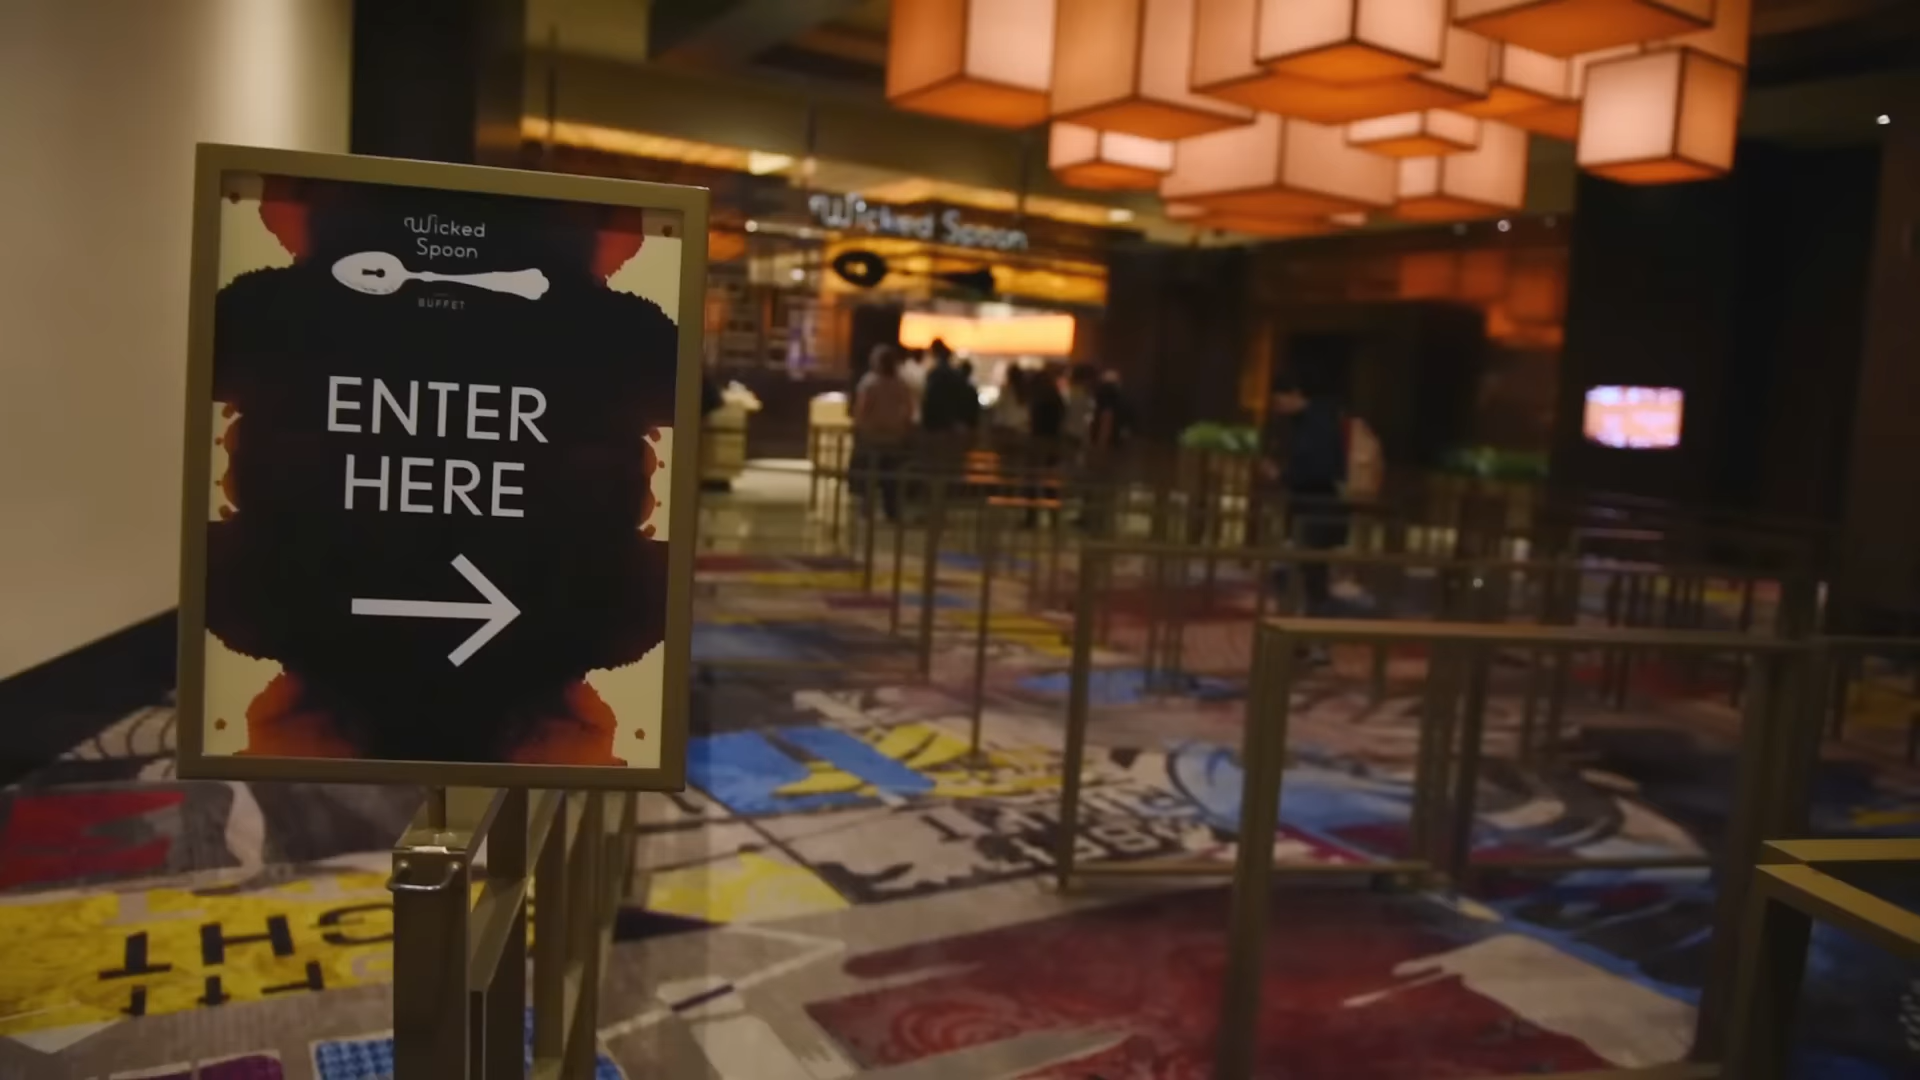 Wicked
Spoon
BUFFET
ENTER
HERE
Wicked Spoon